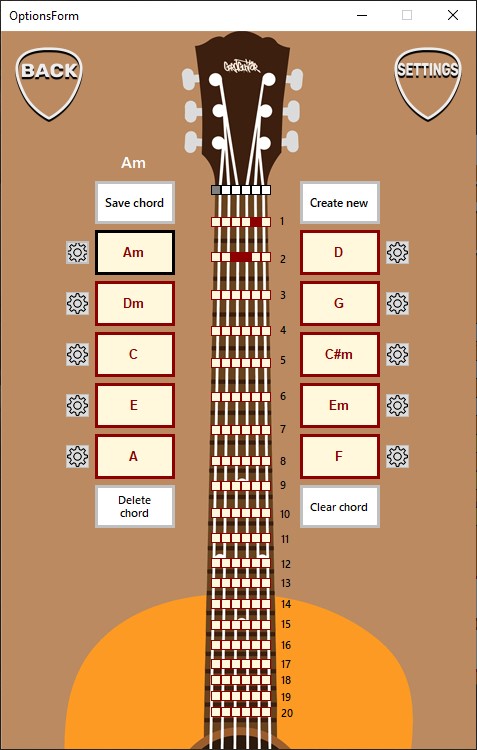 OptionsForm
BACK
SETTINGS
Am
Save chord
Create new
Am
D
Dm
G
C
C#m
E
Em
A
F
Delete
chord
Clear chord
1
2
3
4
5
6
7
8
9
10
11
12
13
14
15
16
17
18
19
20